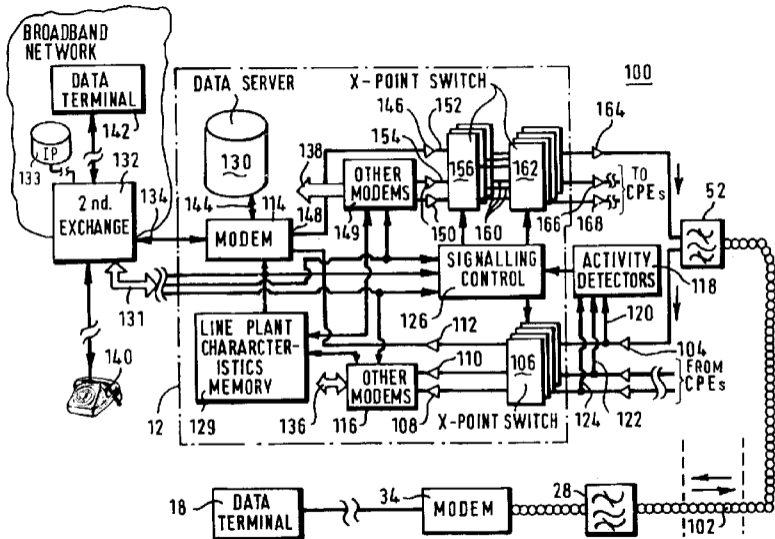 BROADBAND
NETWORK
DATA
TERMINAL
142
IP
133
132
2 nd.
EXCHANGE
134
131
140
DATA SERVER
130
144
114
MODEM
148
138
LINE PLANT
CHARARCTER-
ISTICS
MEMORY
129
12
136
X-POINT SWITCH
146
152
154
OTHER
MODEMS
149
150
156
162
160
164
166
168
TO
CPEs
100
52
SIGNALLING
CONTROL
126
ACTIVITY
DETECTORS
118
120
112
110
108
OTHER
MODEMS
116
106
X-POINT SWITCH
104
FROM
CPEs
124
122
18
DATA
TERMINAL
34
MODEM
28
102